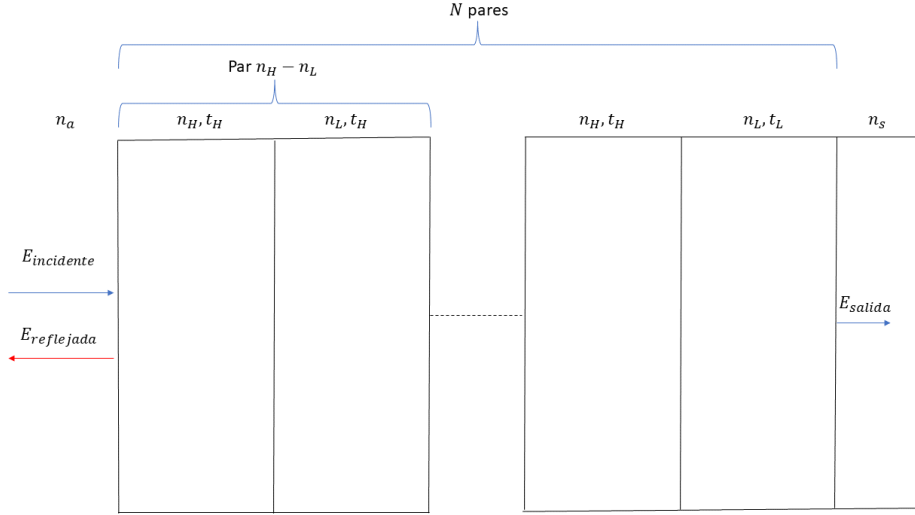 N pares
Par n_H − n_L
n_a
n_H, t_H
n_L, t_H
n_H, t_H
n_L, t_L
n_s
E_incidente
E_salida
E_reflejada